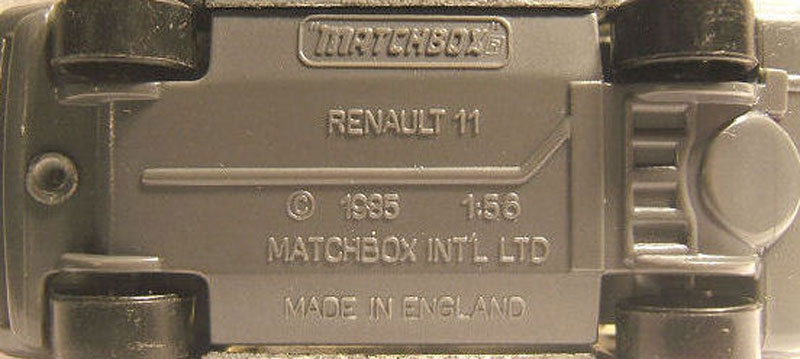 "MATCHBOX"®
RENAULT 11
© 1985 1:56
MATCHBOX INT'L LTD
MADE IN ENGLAND